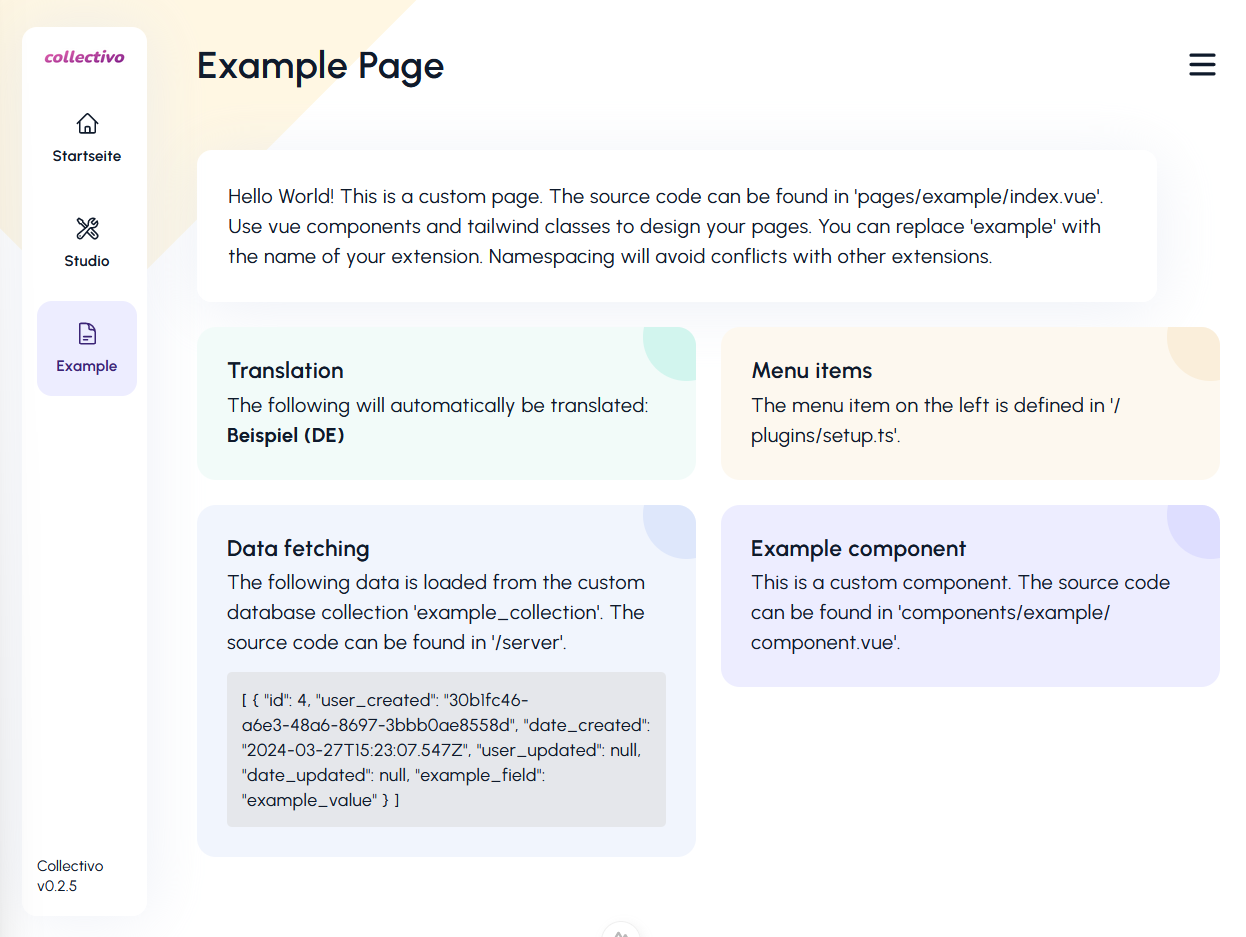 collectivo
Example Page
Startseite
Studio
Example
Hello World! This is a custom page. The source code can be found in 'pages/example/index.vue'.
Use vue components and tailwind classes to design your pages. You can replace 'example' with
the name of your extension. Namespacing will avoid conflicts with other extensions.
Translation
The following will automatically be translated:
Beispiel (DE)
Menu items
The menu item on the left is defined in '/
plugins/setup.ts'.
Data fetching
The following data is loaded from the custom
database collection 'example_collection'. The
source code can be found in '/server'.
[ { "id": 4, "user_created": "30b1fc46-
a6e3-48a6-8697-3bbb0ae8558d", "date_created":
"2024-03-27T15:23:07.547Z", "user_updated": null,
"date_updated": null, "example_field":
"example_value" } ]
Example component
This is a custom component. The source code
can be found in 'components/example/
component.vue'.
Collectivo
v0.2.5